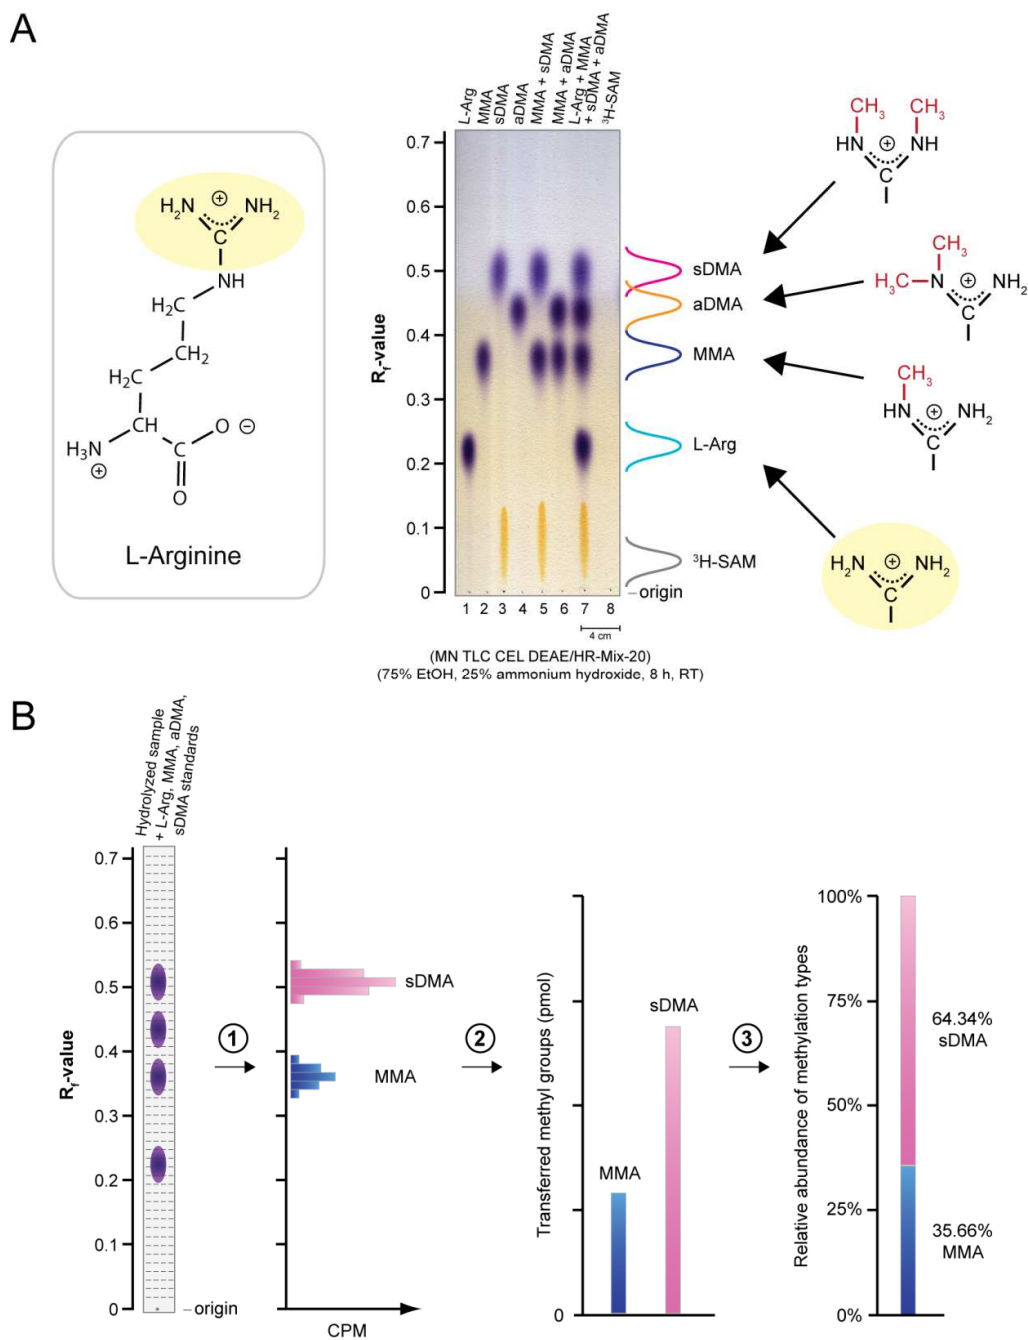 A
H₂N
⊕
NH₂
C
NH
H₂C
CH₂
H₂C
CH
O
⊖
H₃N
⊕
C
O
L-Arginine
L-Arg
MMA
sDMA
aDMA
MMA + sDMA
MMA + aDMA
L-Arg + MMA
+ sDMA + aDMA
³H-SAM
Rf-value
0.7
0.6
0.5
0.4
0.3
0.2
0.1
0
1 2 3 4 5 6 7 8
4 cm
sDMA
aDMA
MMA
L-Arg
³H-SAM
origin
(MN TLC CEL DEAE/HR-Mix-20)
(75% EtOH, 25% ammonium hydroxide, 8 h, RT)
CH₃ CH₃
HN ⊕ NH
C
CH₃
H₃C N ⊕ NH₂
C
CH₃
HN ⊕ NH₂
C
H₂N ⊕ NH₂
C
B
Hydrolyzed sample
+ L-Arg, MMA, aDMA,
sDMA standards
Rf-value
0.7
0.6
0.5
0.4
0.3
0.2
0.1
0
origin
1
sDMA
MMA
CPM
2
Transferred methyl groups (pmol)
0
MMA
sDMA
3
Relative abundance of methylation types
100%
75%
50%
25%
0%
64.34%
sDMA
35.66%
MMA